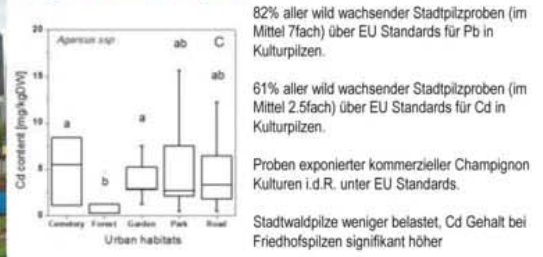 82% aller wild wachsender Stadtpilzproben (im
Mittel 7fach) über EU Standards für Pb in
Kulturpilzen.
61% aller wild wachsender Stadtpilzproben (im
Mittel 2.5fach) über EU Standards für Cd in
Kulturpilzen.
Proben exponierter kommerzieller Champignon
Kulturen i.d.R. unter EU Standards.
Stadtwaldpilze weniger belastet, Cd Gehalt bei
Friedhofspilzen signifikant höher
Agaricus ssp
ab C
ab
a a
b
20
15
10
5
0
Cd content [mg/kgDW]
Cemetery Forest Garden Park Road
Urban habitats